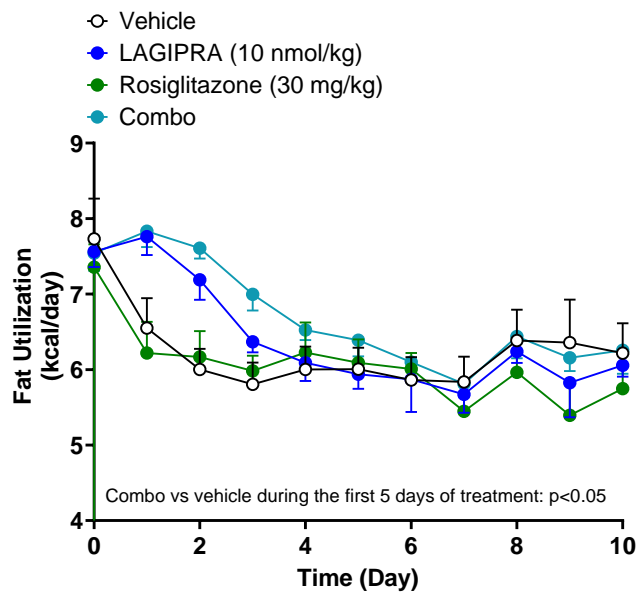 Vehicle
LAGIPRA (10 nmol/kg)
Rosiglitazone (30 mg/kg)
Combo
Fat Utilization
(kcal/day)
9
8
7
6
5
4
Combo vs vehicle during the first 5 days of treatment: p<0.05
0 2 4 6 8 10
Time (Day)